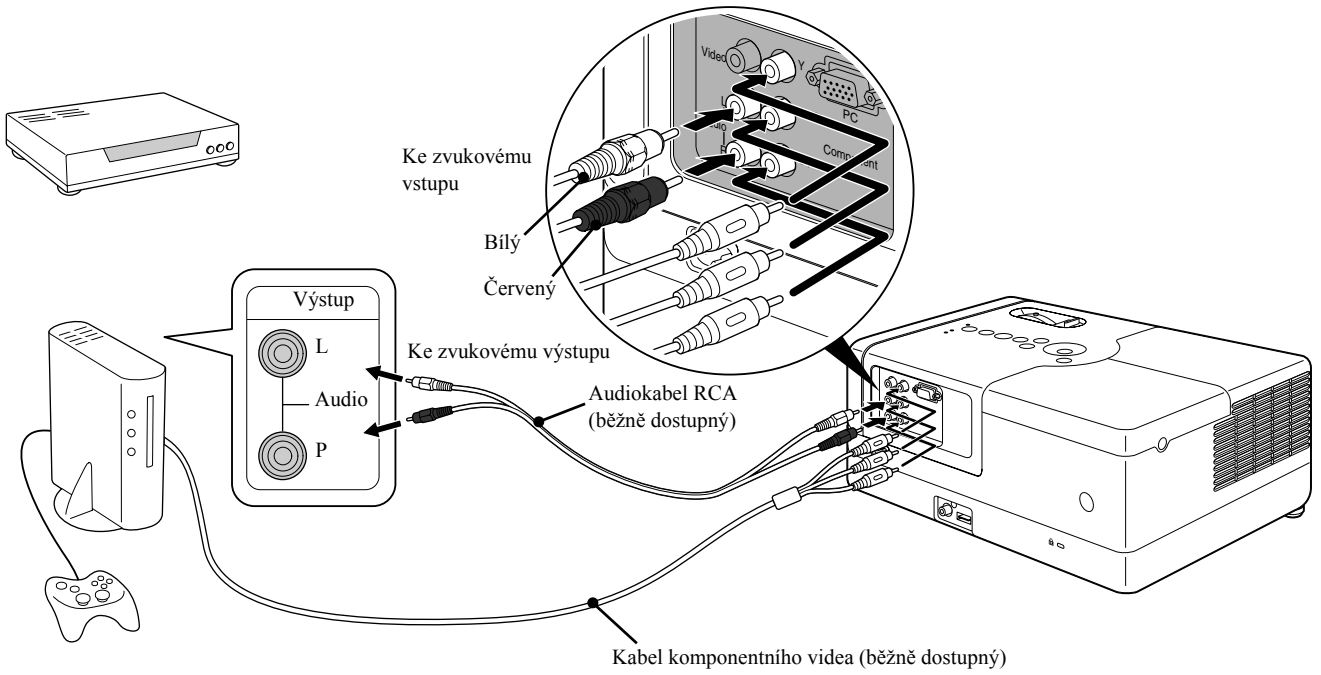 Video
Y
PC
Component
Ke zvukovému
vstupu
Bílý
Červený
Výstup
L
Audio
P
Ke zvukovému výstupu
Audiokabel RCA
(běžně dostupný)
Kabel komponentního videa (běžně dostupný)